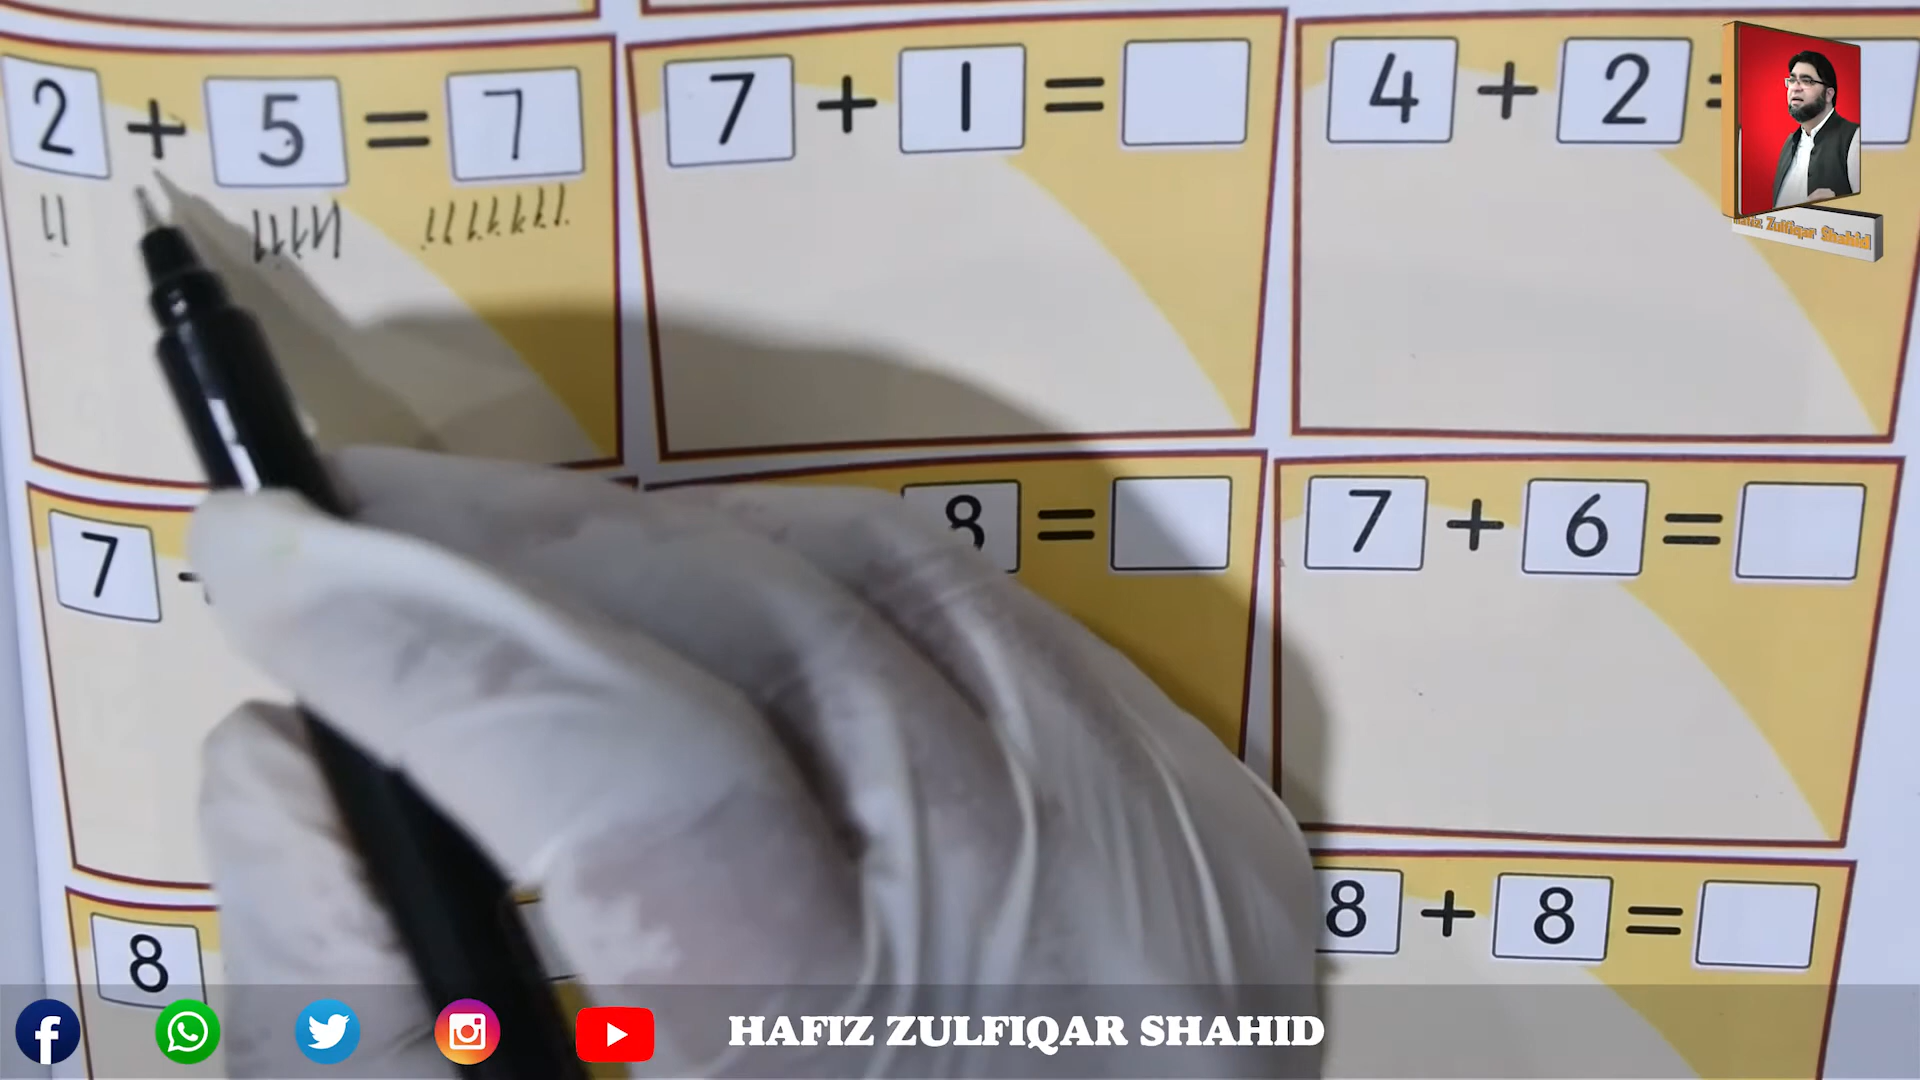 2 + 5 = 7
7 + 1 =
4 + 2 =
Hafiz Zulfiqar Shahid
7
8 =
7 + 6 =
8
8 + 8 =
HAFIZ ZULFIQAR SHAHID